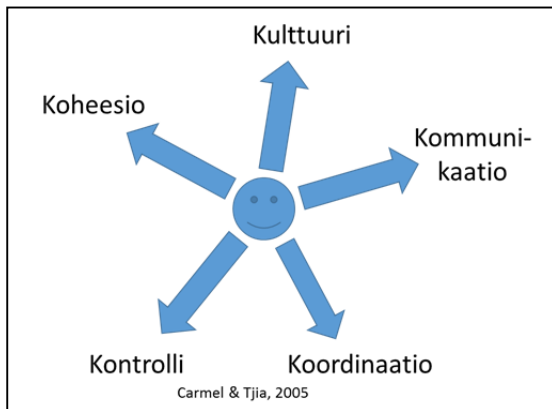 Kulttuuri
Koheesio
Kommuni-
kaatio
Kontrolli
Koordinaatio
Carmel & Tjia, 2005